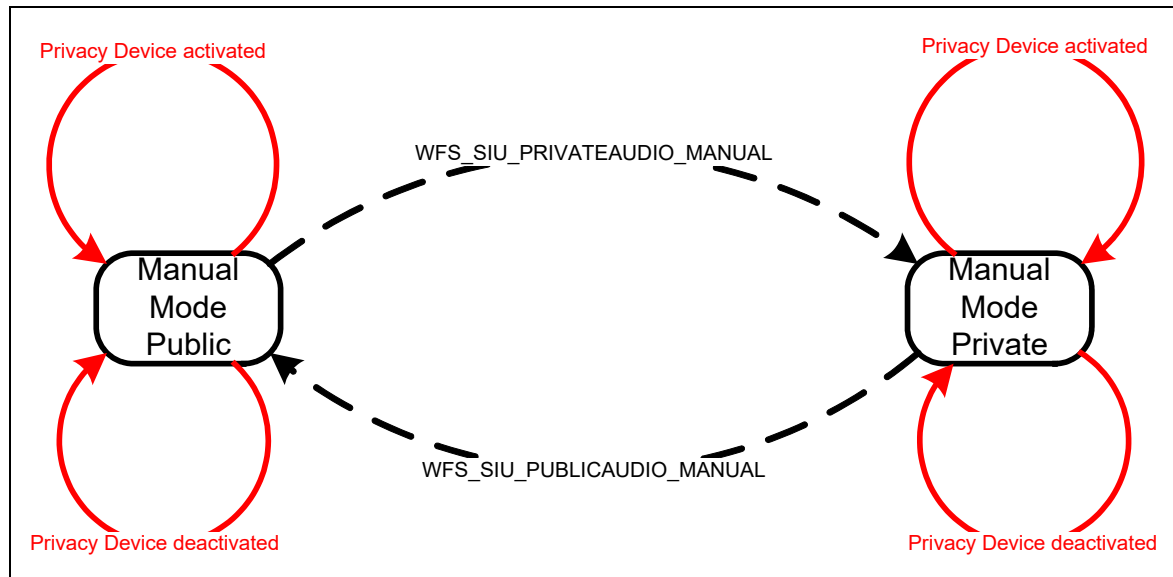 Privacy Device activated
Privacy Device activated
WFS_SIU_PRIVATEAUDIO_MANUAL
Manual
Mode
Public
Manual
Mode
Private
WFS_SIU_PUBLICAUDIO_MANUAL
Privacy Device deactivated
Privacy Device deactivated